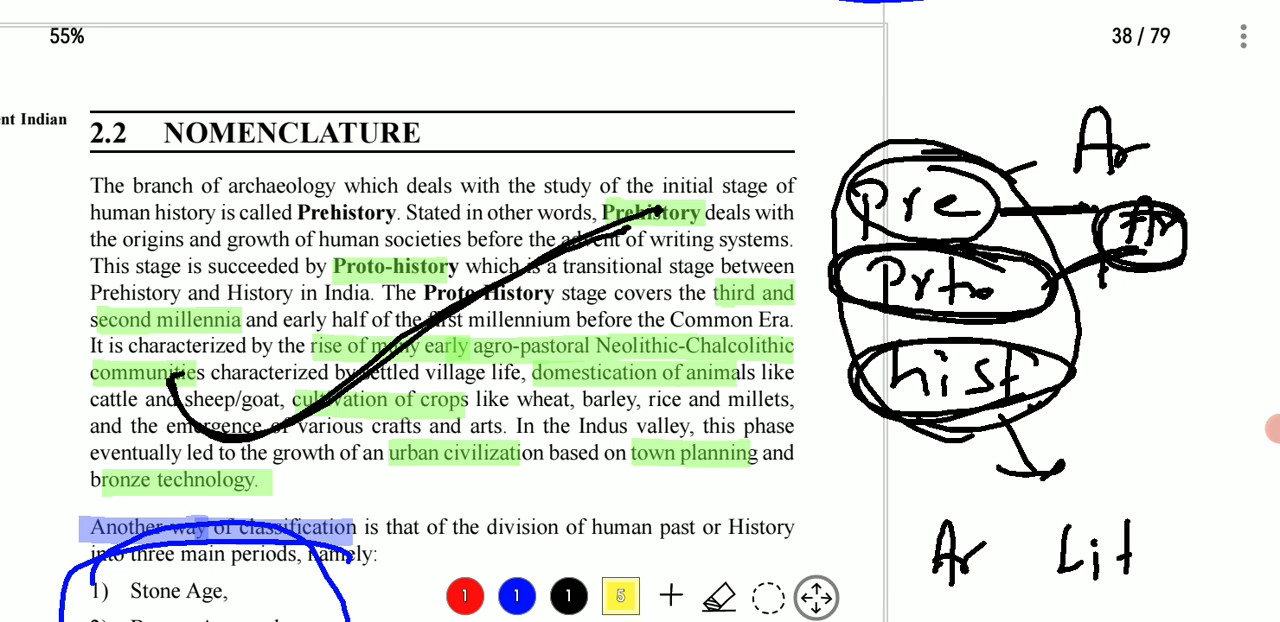 55%
38 / 79
nt Indian
2.2 NOMENCLATURE
The branch of archaeology which deals with the study of the initial stage of
human history is called Prehistory. Stated in other words, Prehistory deals with
the origins and growth of human societies before the advent of writing systems.
This stage is succeeded by Proto-history which is a transitional stage between
Prehistory and History in India. The Proto-History stage covers the third and
second millennia and early half of the first millennium before the Common Era.
It is characterized by the rise of many early agro-pastoral Neolithic-Chalcolithic
communities characterized by settled village life, domestication of animals like
cattle and sheep/goat, cultivation of crops like wheat, barley, rice and millets,
and the emergence of various crafts and arts. In the Indus valley, this phase
eventually led to the growth of an urban civilization based on town planning and
bronze technology.
Another way of classification is that of the division of human past or History
into three main periods, namely:
1) Stone Age,
Ar
Pre
Prto
hist
Ar Lit
1 1 1 5